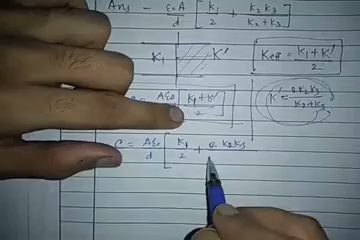 Ans - ε₀A/d [K₁/2 + K₂K₃/(K₂+K₃)]
K₁ K' Keff = (K₁+K')/2
Aε₀ [(K₁+K')/2] K' = 2K₂K₃/(K₂+K₃)
C = Aε₀/d [K₁/2 + 2 K₂K₃